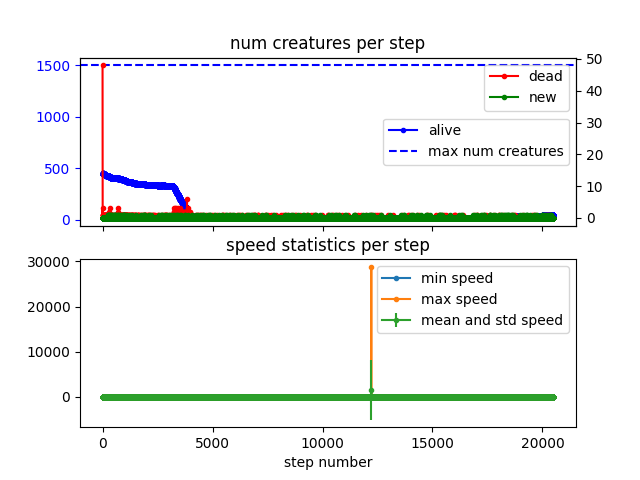 num creatures per step
1500
1000
500
0
50
40
30
20
10
0
dead
new
alive
max num creatures
speed statistics per step
30000
20000
10000
0
min speed
max speed
mean and std speed
0 5000 10000 15000 20000
step number